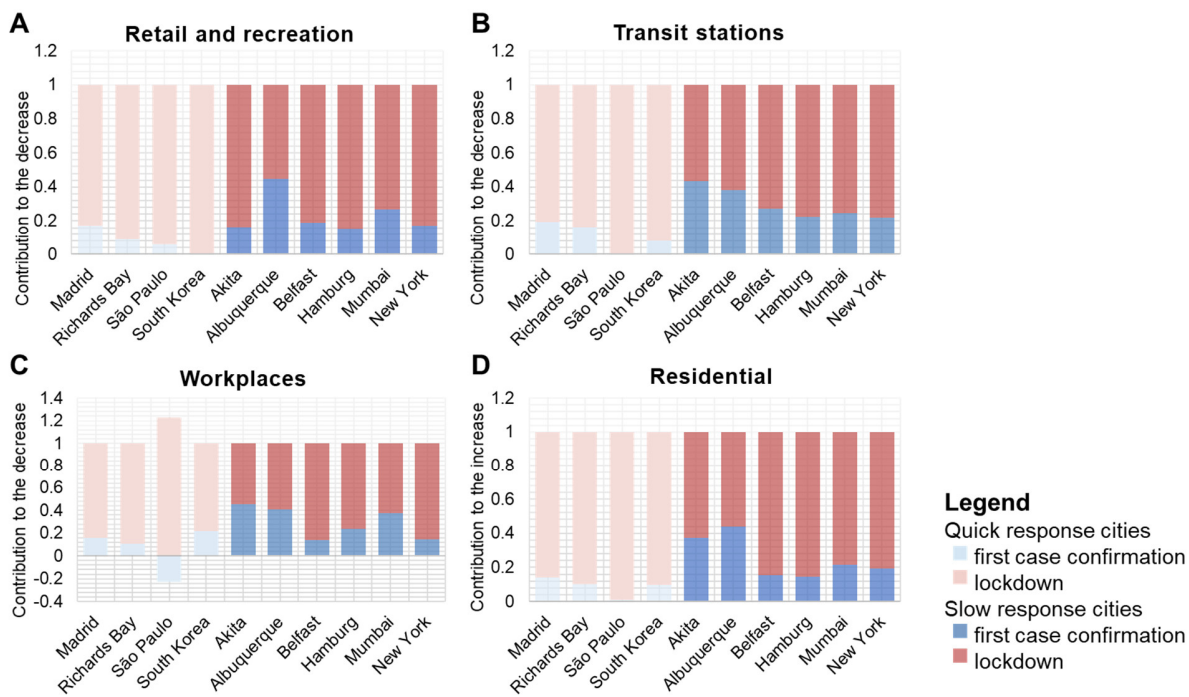 A
Retail and recreation
Contribution to the decrease
1.2
1
0.8
0.6
0.4
0.2
0
Madrid
Richards Bay
São Paulo
South Korea
Akita
Albuquerque
Belfast
Hamburg
Mumbai
New York
B
Transit stations
Contribution to the decrease
1.2
1
0.8
0.6
0.4
0.2
0
Madrid
Richards Bay
São Paulo
South Korea
Akita
Albuquerque
Belfast
Hamburg
Mumbai
New York
C
Workplaces
Contribution to the decrease
1.4
1.2
1
0.8
0.6
0.4
0.2
0
-0.2
-0.4
Madrid
Richards Bay
São Paulo
South Korea
Akita
Albuquerque
Belfast
Hamburg
Mumbai
New York
D
Residential
Contribution to the increase
1.2
1
0.8
0.6
0.4
0.2
0
Madrid
Richards Bay
São Paulo
South Korea
Akita
Albuquerque
Belfast
Hamburg
Mumbai
New York
Legend
Quick response cities
first case confirmation
lockdown
Slow response cities
first case confirmation
lockdown